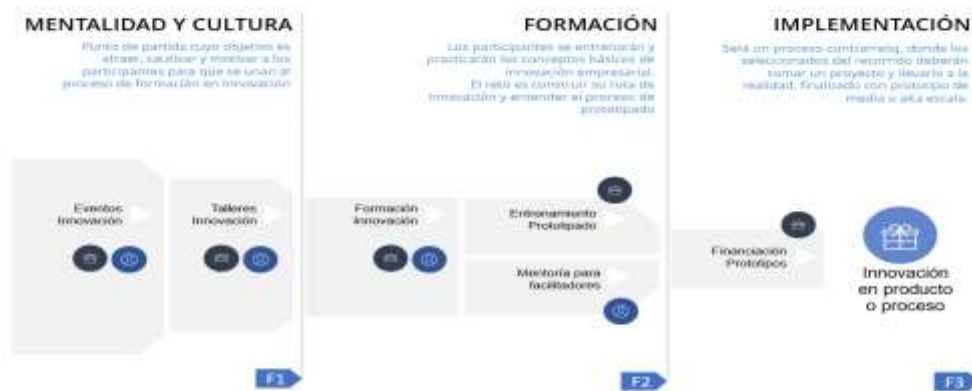 MENTALIDAD Y CULTURA
Punto de partida cuyo objetivo es
atraer, cautivar y motivar a los
participantes para que se unan al
proceso de formación en innovación
Eventos
Innovación
Talleres
Innovación
F1
FORMACIÓN
Los participantes se entrenarán y
practicarán los conceptos básicos de
innovación empresarial.
El reto es construir su ruta de
innovación y entender el proceso de
prototipado
Formación
Innovación
Entrenamiento
Prototipado
Mentoría para
facilitadores
F2
IMPLEMENTACIÓN
Será un proceso contrarreloj, donde los
seleccionados del recorrido deberán
tomar un proyecto y llevarlo a la
realidad, finalizado con prototipo de
media o alta escala.
Financiación
Prototipos
Innovación
en producto
o proceso
F3